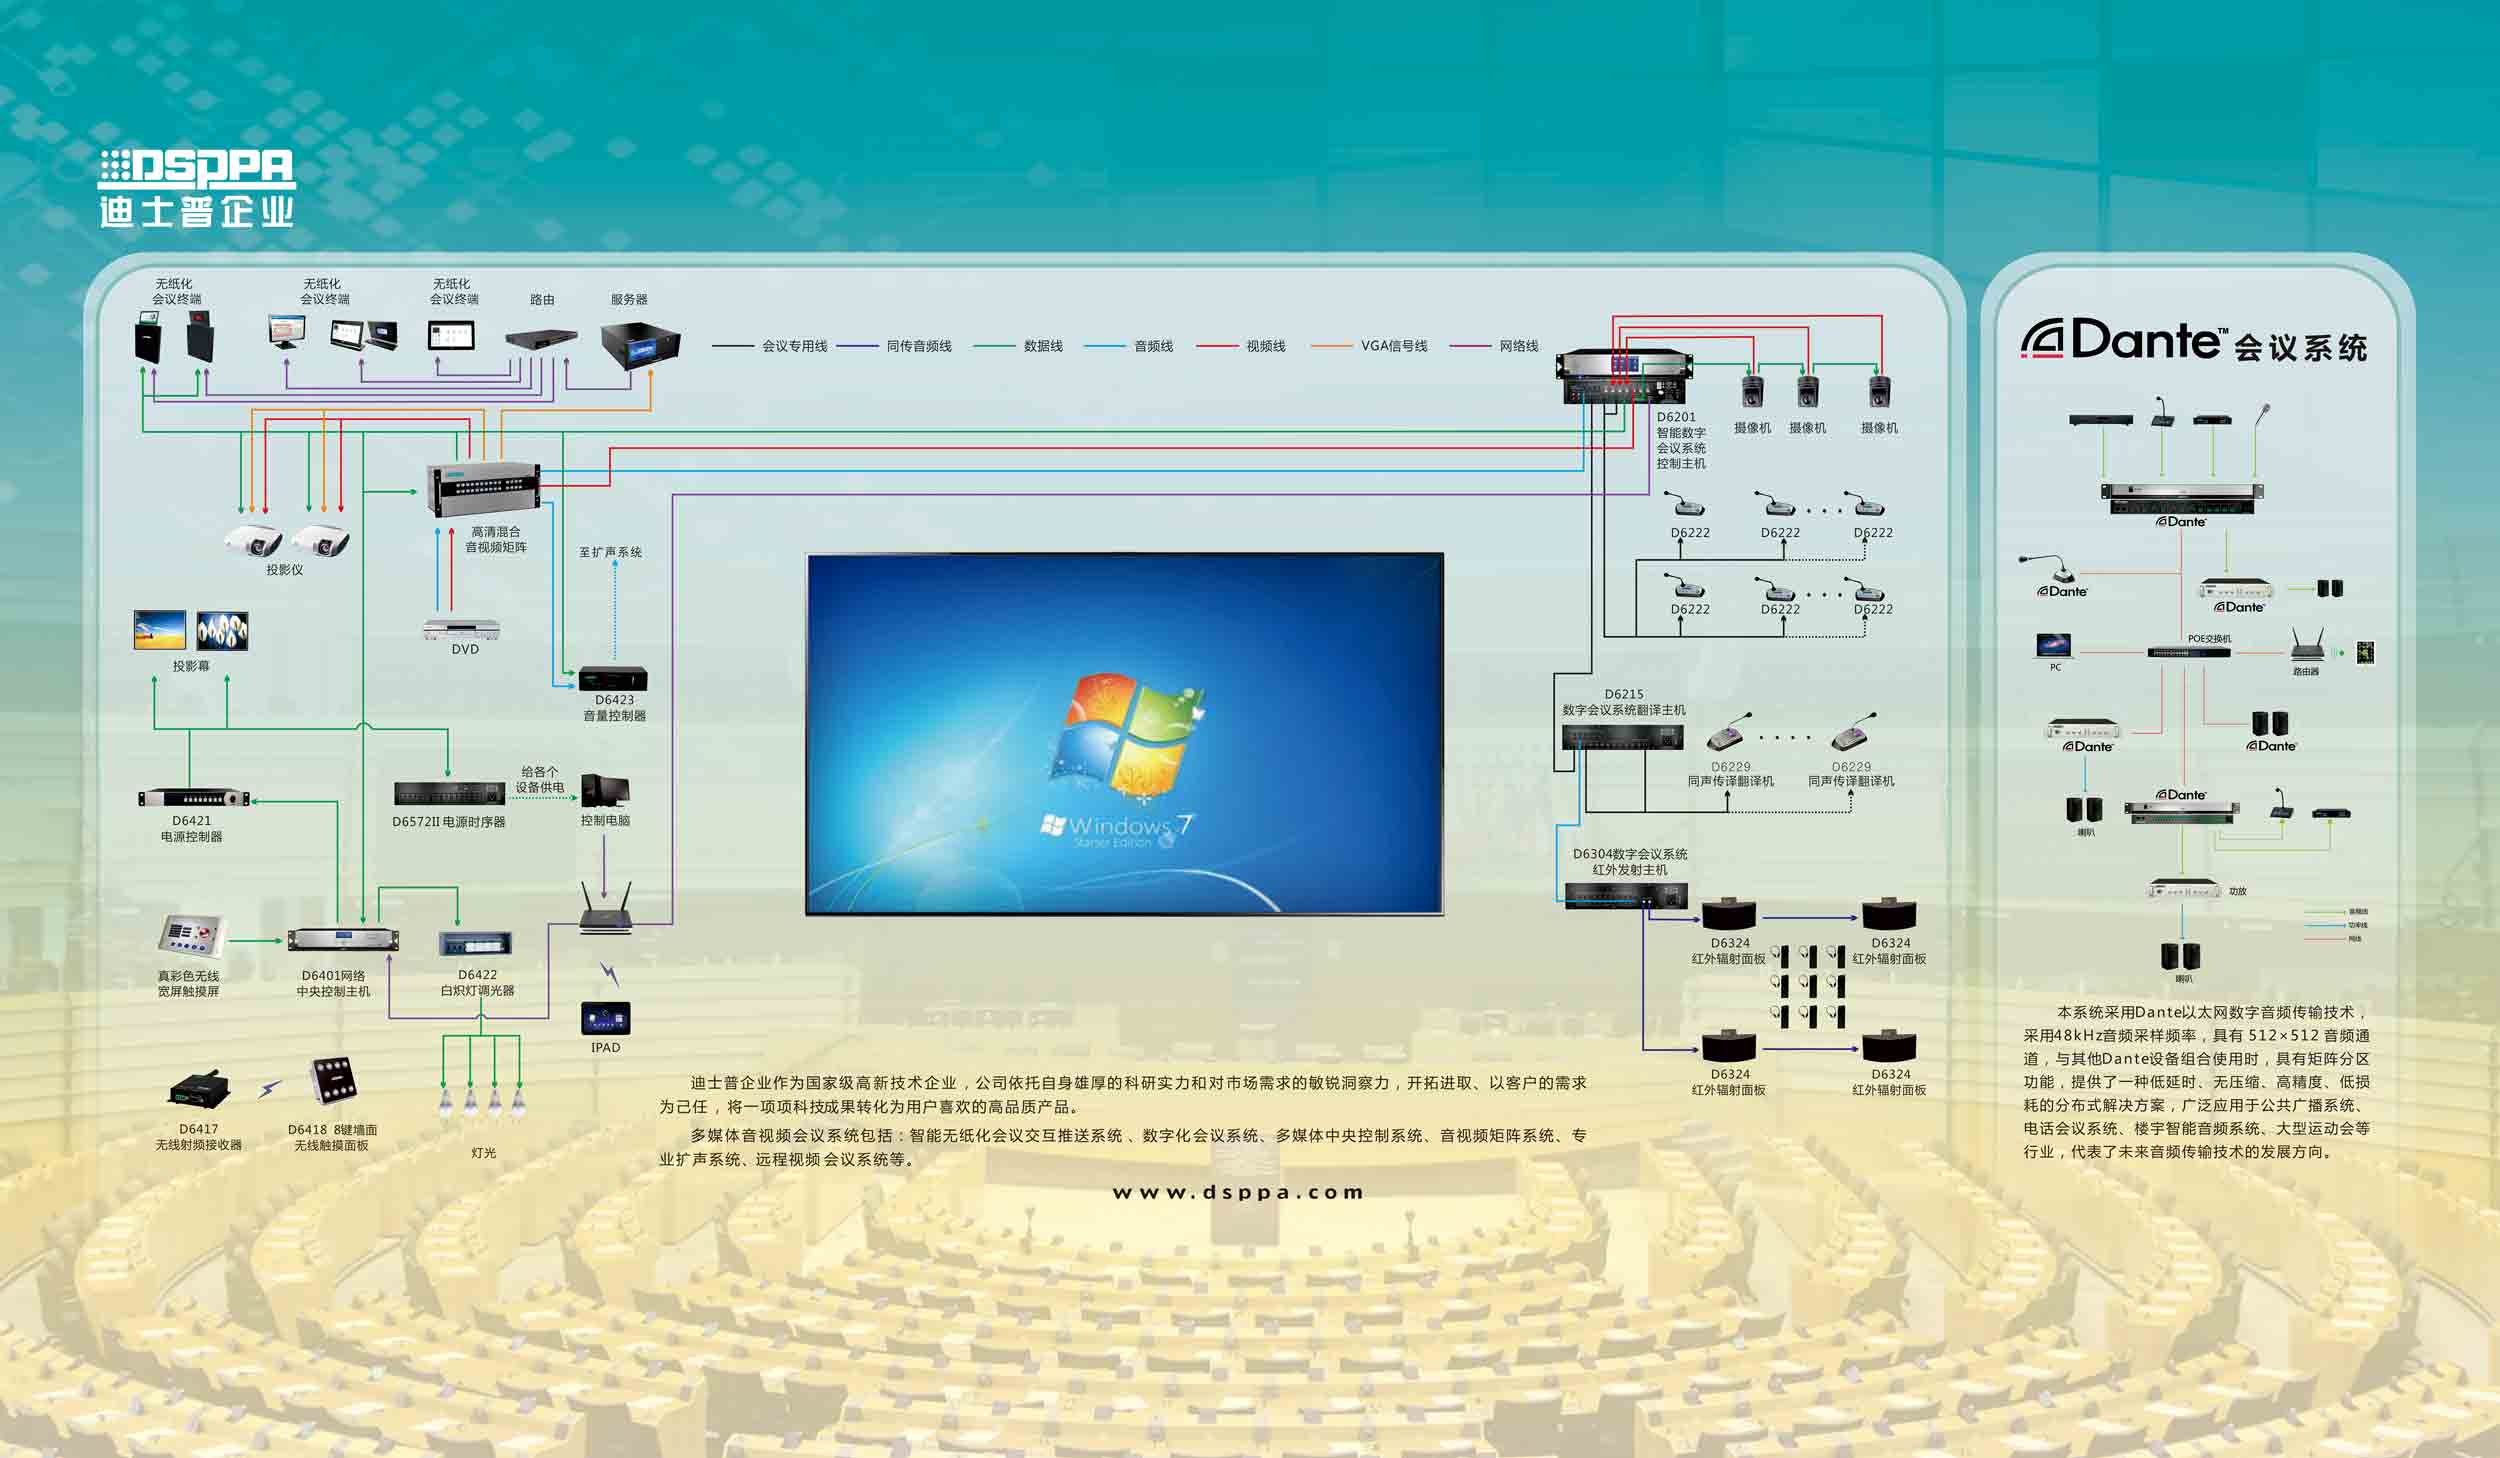 DSPPA
迪士普企业
无纸化
会议终端
无纸化
会议终端
无纸化
会议终端
路由
服务器
会议专用线
同传音频线
数据线
音频线
视频线
VGA信号线
网络线
D6201
智能数字
会议系统
控制主机
摄像机
摄像机
摄像机
高清混合
音视频矩阵
至扩声系统
投影仪
DVD
投影幕
D6423
音量控制器
D6222
D6222
D6222
D6222
D6222
D6222
D6215
数字会议系统翻译主机
D6229
同声传译翻译机
D6229
同声传译翻译机
给各个
设备供电
D6421
电源控制器
D6572II 电源时序器
控制电脑
Windows 7
Starter Edition
D6304数字会议系统
红外发射主机
D6324
红外辐射面板
D6324
红外辐射面板
真彩色无线
宽屏触摸屏
D6401网络
中央控制主机
D6422
白炽灯调光器
IPAD
D6324
红外辐射面板
D6324
红外辐射面板
D6417
无线射频接收器
D6418 8键墙面
无线触摸面板
灯光
迪士普企业作为国家级高新技术企业，公司依托自身雄厚的科研实力和对市场需求的敏锐洞察力，开拓进取、以客户的需求
为己任，将一项项科技成果转化为用户喜欢的高品质产品。
多媒体音视频会议系统包括：智能无纸化会议交互推送系统、数字化会议系统、多媒体中央控制系统、音视频矩阵系统、专
业扩声系统、远程视频会议系统等。
www.dsppa.com
Dante™ 会议系统
Dante™
Dante™
Dante™
POE交换机
PC
路由器
Dante™
Dante™
Dante™
喇叭
功放
音频线
功率线
网线
喇叭
本系统采用Dante以太网数字音频传输技术，
采用48kHz音频采样频率，具有 512×512 音频通
道，与其他Dante设备组合使用时，具有矩阵分区
功能，提供了一种低延时、无压缩、高精度、低损
耗的分布式解决方案，广泛应用于公共广播系统、
电话会议系统、楼宇智能音频系统、大型运动会等
行业，代表了未来音频传输技术的发展方向。